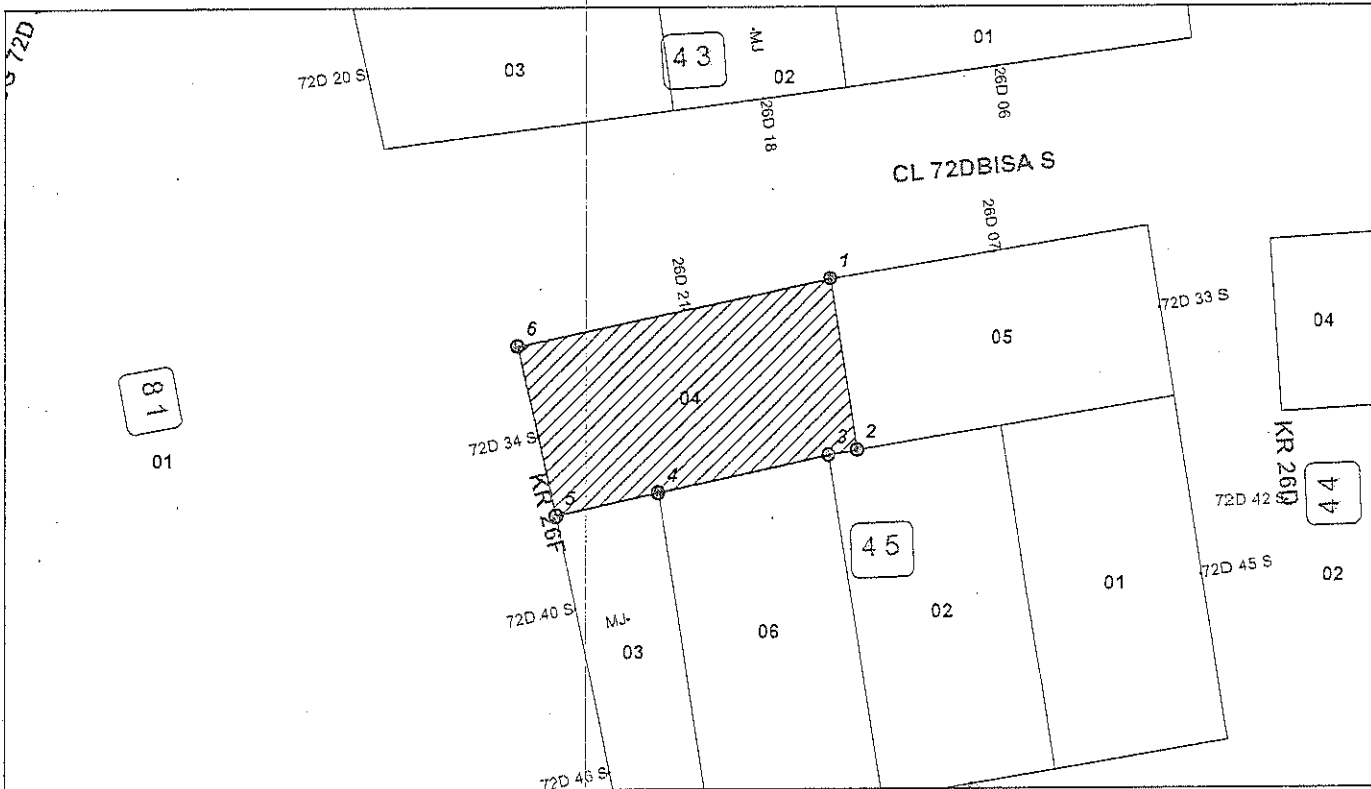 72D
72D 20 S
03
43
-MJ
02
01
26D 18
26D 06
CL 72DBISA S
26D 07
26D 21
1
6
72D 33 S
05
04
04
81
01
72D 34 S
3
2
4
5
KR 26F
KR 26D
72D 42 S
44
45
72D 40 S
MJ-
03
06
02
01
72D 45 S
02
72D 46 S